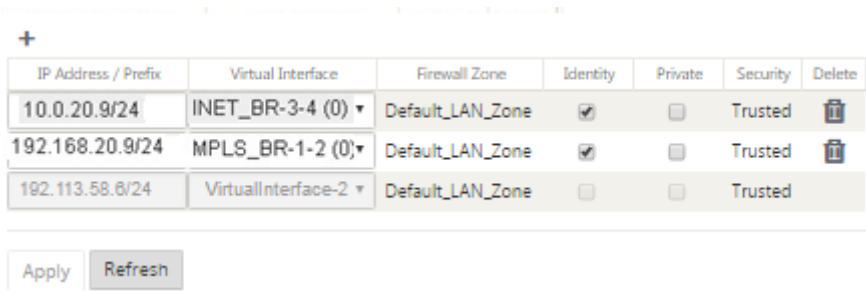 +
IP Address / Prefix Virtual Interface Firewall Zone Identity Private Security Delete
10.0.20.9/24 INET_BR-3-4 (0) Default_LAN_Zone Trusted
192.168.20.9/24 MPLS_BR-1-2 (0) Default_LAN_Zone Trusted
192.113.58.6/24 VirtualInterface-2 Default_LAN_Zone Trusted
Apply Refresh